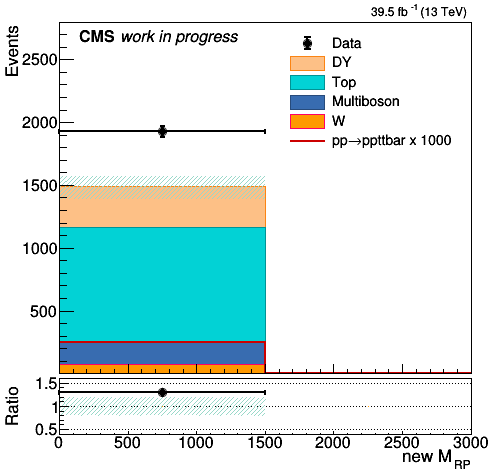 39.5 fb⁻¹ (13 TeV)
CMS work in progress
Events
2500
2000
1500
1000
500
Data
DY
Top
Multiboson
W
pp→ppttbar x 1000
Ratio
1.5
1
0.5
0 500 1000 1500 2000 2500 3000
new M_RP